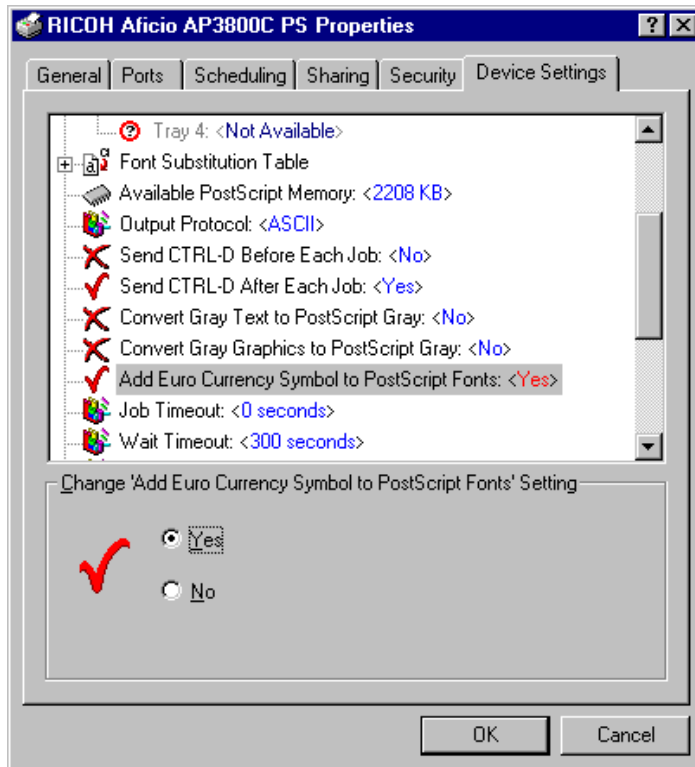 RICOH Aficio AP3800C PS Properties
General Ports Scheduling Sharing Security Device Settings
Tray 4: <Not Available>
Font Substitution Table
Available PostScript Memory: <2208 KB>
Output Protocol: <ASCII>
Send CTRL-D Before Each Job: <No>
Send CTRL-D After Each Job: <Yes>
Convert Gray Text to PostScript Gray: <No>
Convert Gray Graphics to PostScript Gray: <No>
Add Euro Currency Symbol to PostScript Fonts: <Yes>
Job Timeout: <0 seconds>
Wait Timeout: <300 seconds>
Change 'Add Euro Currency Symbol to PostScript Fonts' Setting
Yes
No
OK Cancel